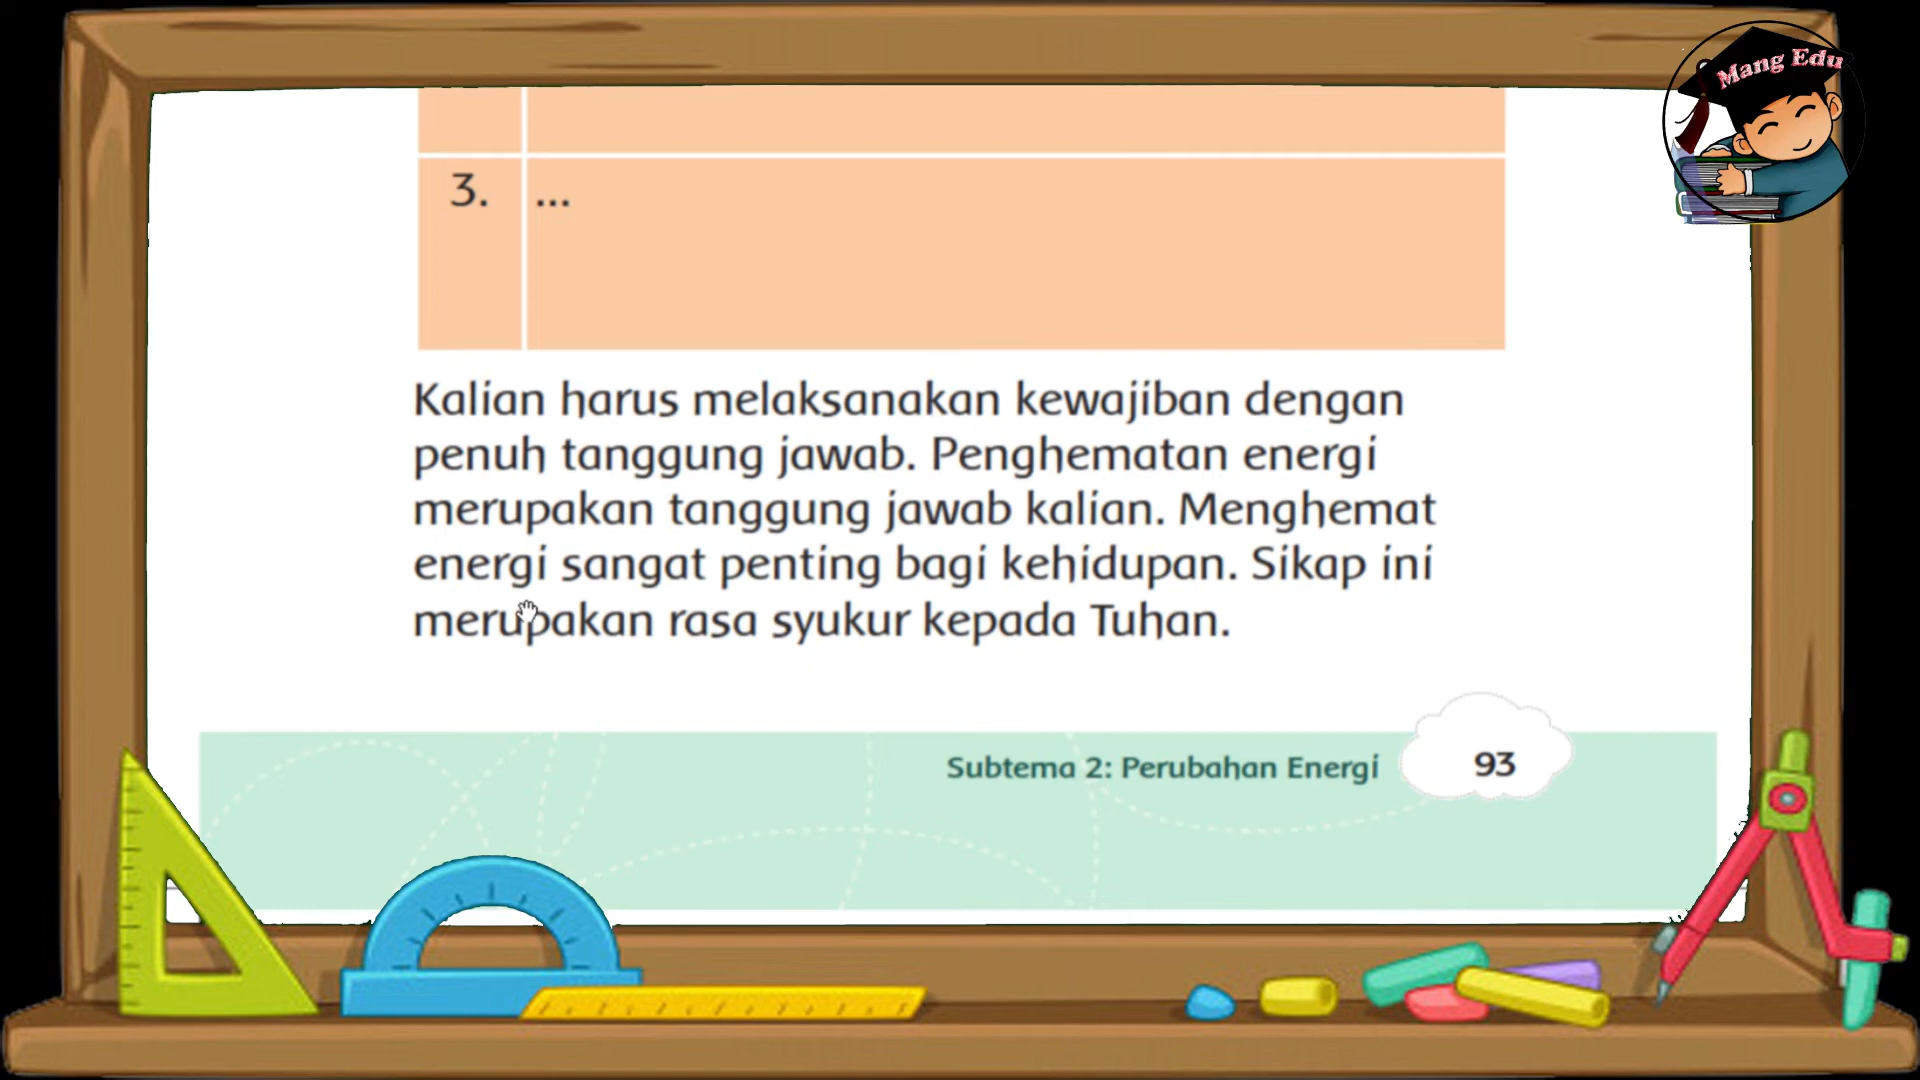 Mang Edu
3. ...
Kalian harus melaksanakan kewajiban dengan
penuh tanggung jawab. Penghematan energi
merupakan tanggung jawab kalian. Menghemat
energi sangat penting bagi kehidupan. Sikap ini
merupakan rasa syukur kepada Tuhan.
Subtema 2: Perubahan Energi 93